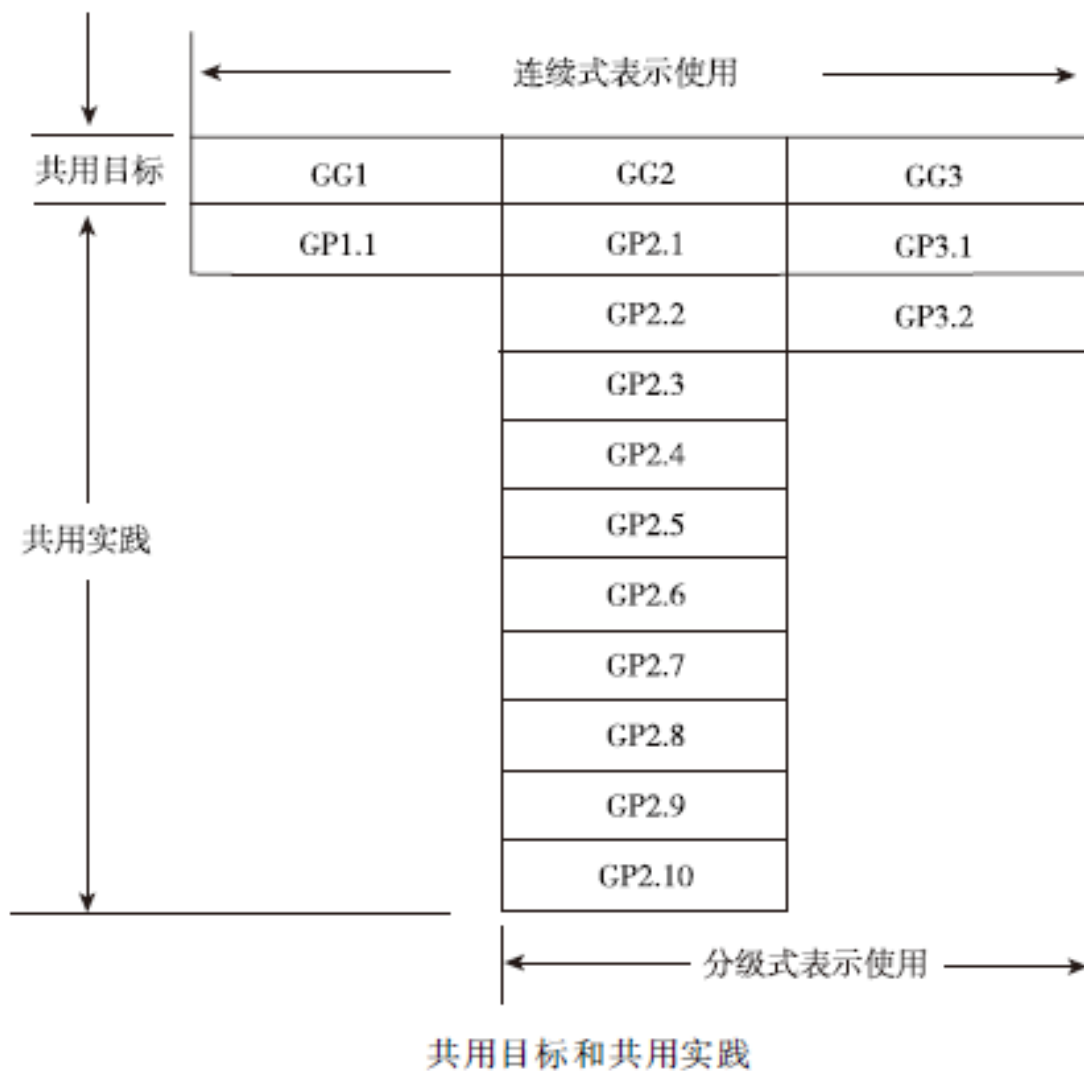 连续式表示使用
共用目标 GG1 GG2 GG3
GP1.1 GP2.1 GP3.1
GP2.2 GP3.2
GP2.3
GP2.4
GP2.5
共用实践
GP2.6
GP2.7
GP2.8
GP2.9
GP2.10
分级式表示使用
共用目标和共用实践